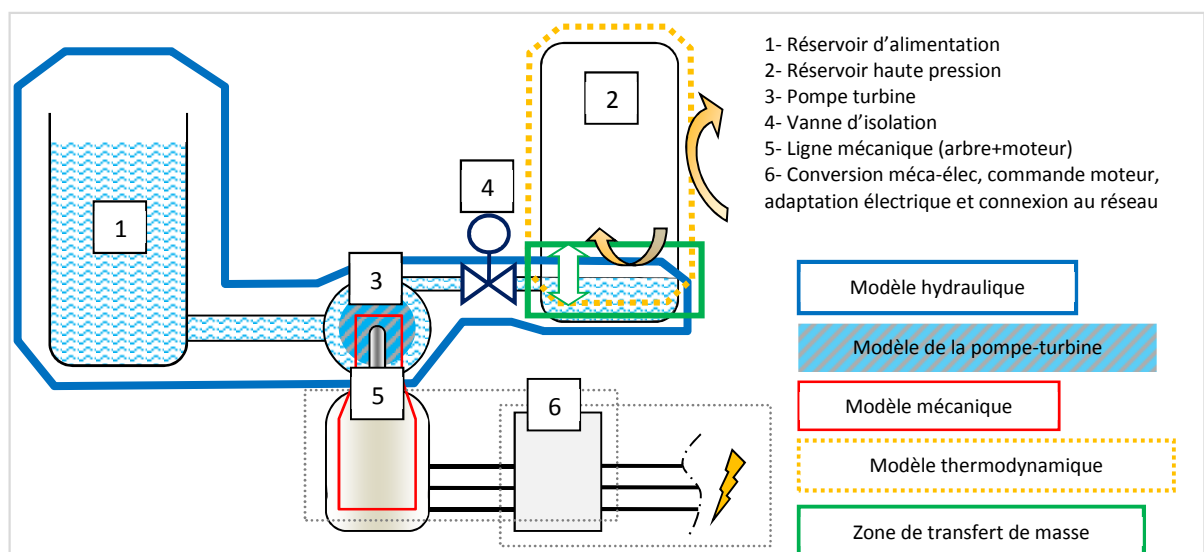 1- Réservoir d'alimentation
2- Réservoir haute pression
3- Pompe turbine
4- Vanne d'isolation
5- Ligne mécanique (arbre+moteur)
6- Conversion méca-élec, commande moteur,
adaptation électrique et connexion au réseau
1
2
3
4
5
6
Modèle hydraulique
Modèle de la pompe-turbine
Modèle mécanique
Modèle thermodynamique
Zone de transfert de masse